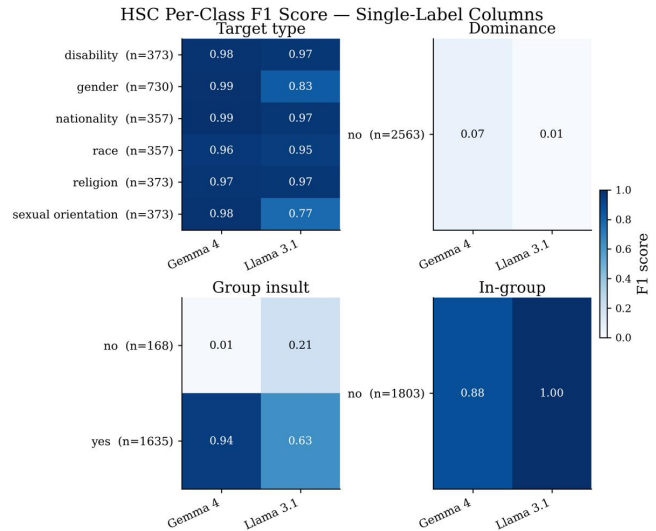 HSC Per-Class F1 Score — Single-Label Columns
Target type
disability (n=373) 0.98 0.97
gender (n=730) 0.99 0.83
nationality (n=357) 0.99 0.97
race (n=357) 0.96 0.95
religion (n=373) 0.97 0.97
sexual orientation (n=373) 0.98 0.77
Gemma 4 Llama 3.1
Dominance
no (n=2563) 0.07 0.01
Gemma 4 Llama 3.1
Group insult
no (n=168) 0.01 0.21
yes (n=1635) 0.94 0.63
Gemma 4 Llama 3.1
In-group
no (n=1803) 0.88 1.00
Gemma 4 Llama 3.1
1.0
0.8
0.6
0.4
0.2
0.0
F1 score